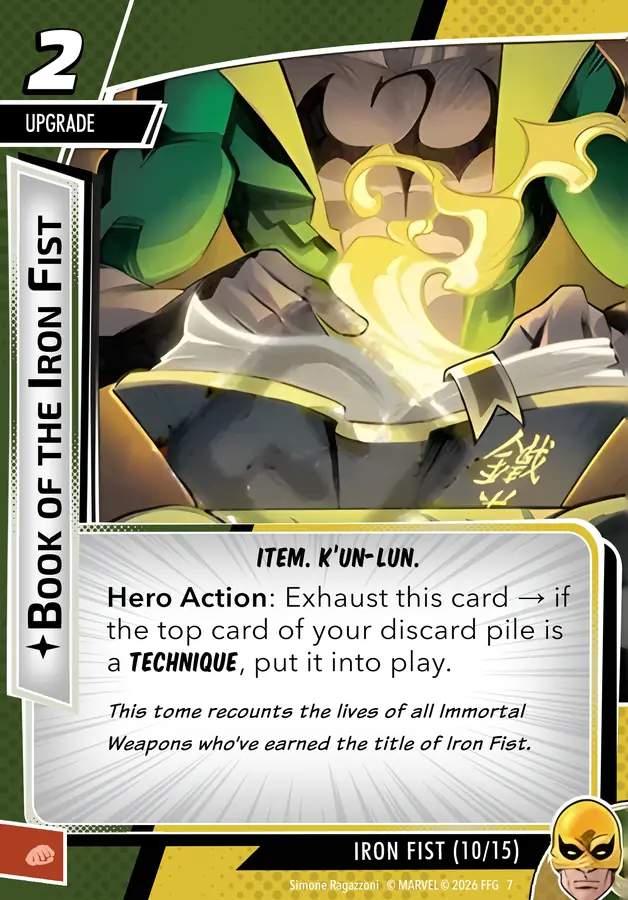 2
UPGRADE
BOOK OF THE IRON FIST
ITEM. K'UN-LUN.
Hero Action: Exhaust this card → if
the top card of your discard pile is
a TECHNIQUE, put it into play.
This tome recounts the lives of all Immortal
Weapons who've earned the title of Iron Fist.
IRON FIST (10/15)
Simone Ragazzoni © MARVEL © 2026 FFG 7
鐵